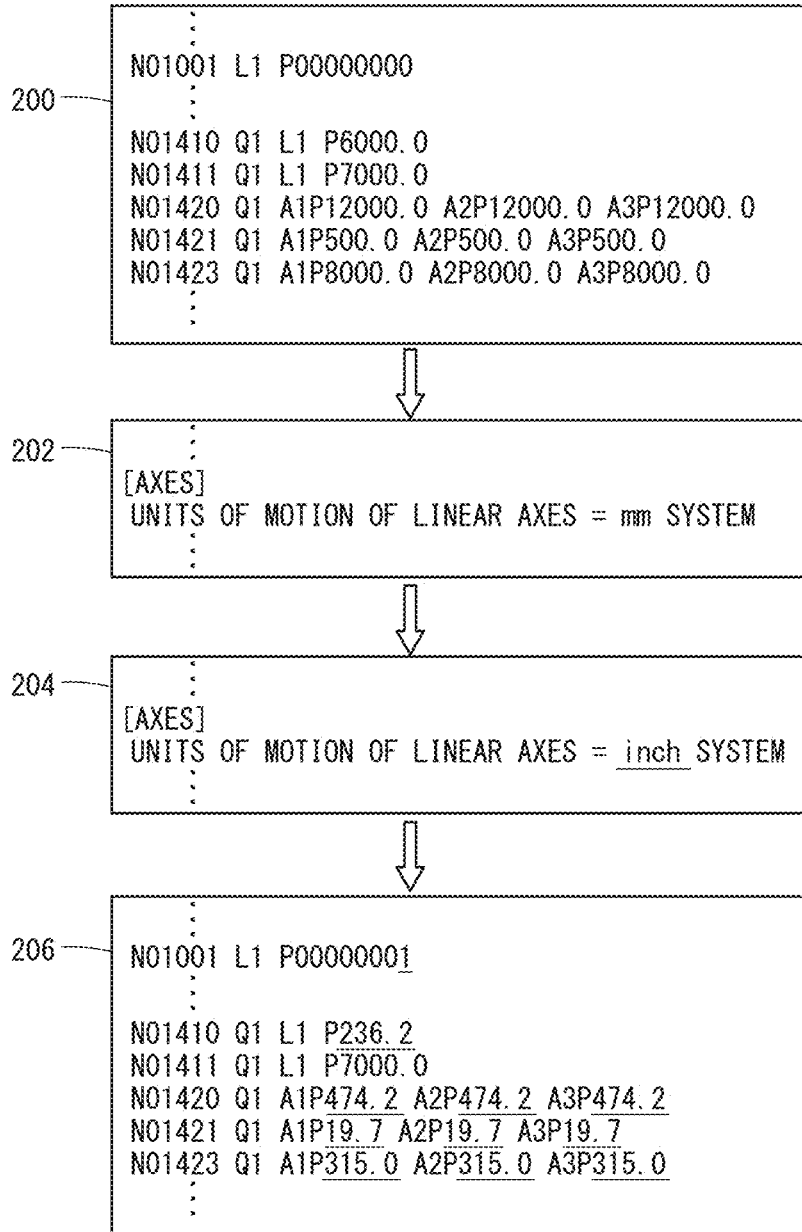 N01001 L1 P00000000
200
N01410 Q1 L1 P6000.0
N01411 Q1 L1 P7000.0
N01420 Q1 A1P12000.0 A2P12000.0 A3P12000.0
N01421 Q1 A1P500.0 A2P500.0 A3P500.0
N01423 Q1 A1P8000.0 A2P8000.0 A3P8000.0
202
[AXES]
UNITS OF MOTION OF LINEAR AXES = mm SYSTEM
204
[AXES]
UNITS OF MOTION OF LINEAR AXES = inch SYSTEM
206
N01001 L1 P00000001
N01410 Q1 L1 P236.2
N01411 Q1 L1 P7000.0
N01420 Q1 A1P474.2 A2P474.2 A3P474.2
N01421 Q1 A1P19.7 A2P19.7 A3P19.7
N01423 Q1 A1P315.0 A2P315.0 A3P315.0